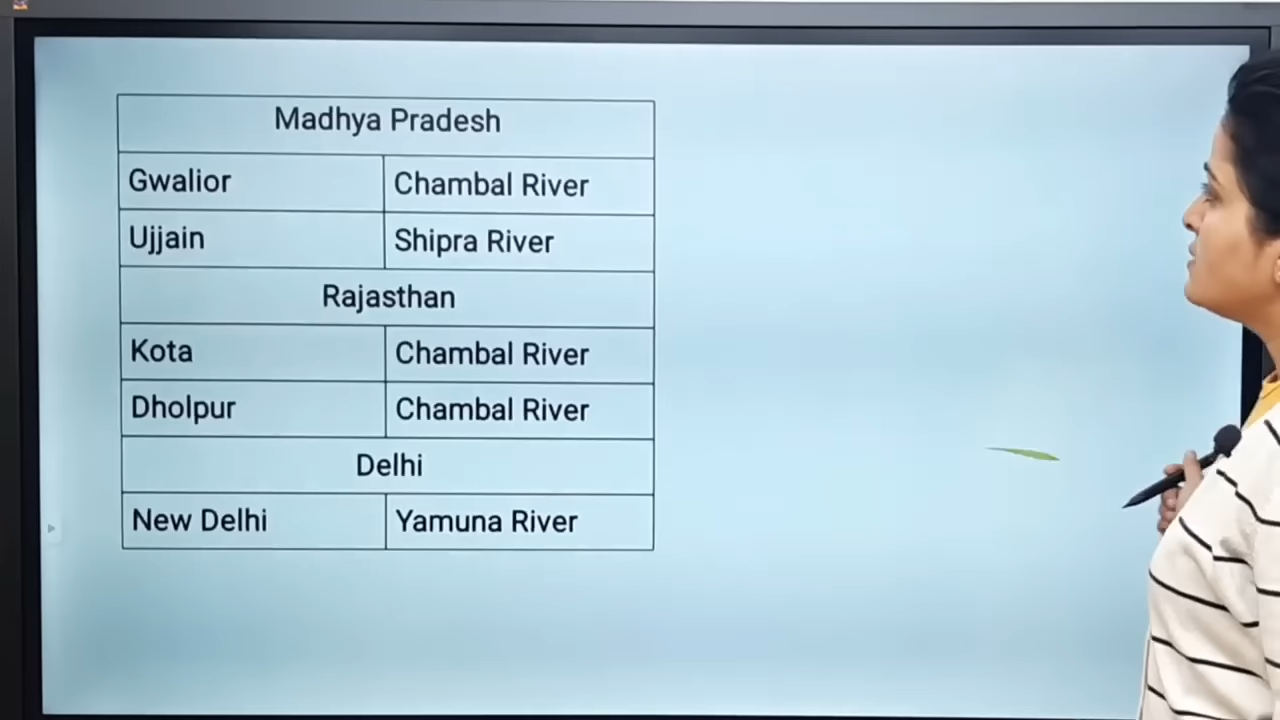 Madhya Pradesh
Gwalior Chambal River
Ujjain Shipra River
Rajasthan
Kota Chambal River
Dholpur Chambal River
Delhi
New Delhi Yamuna River